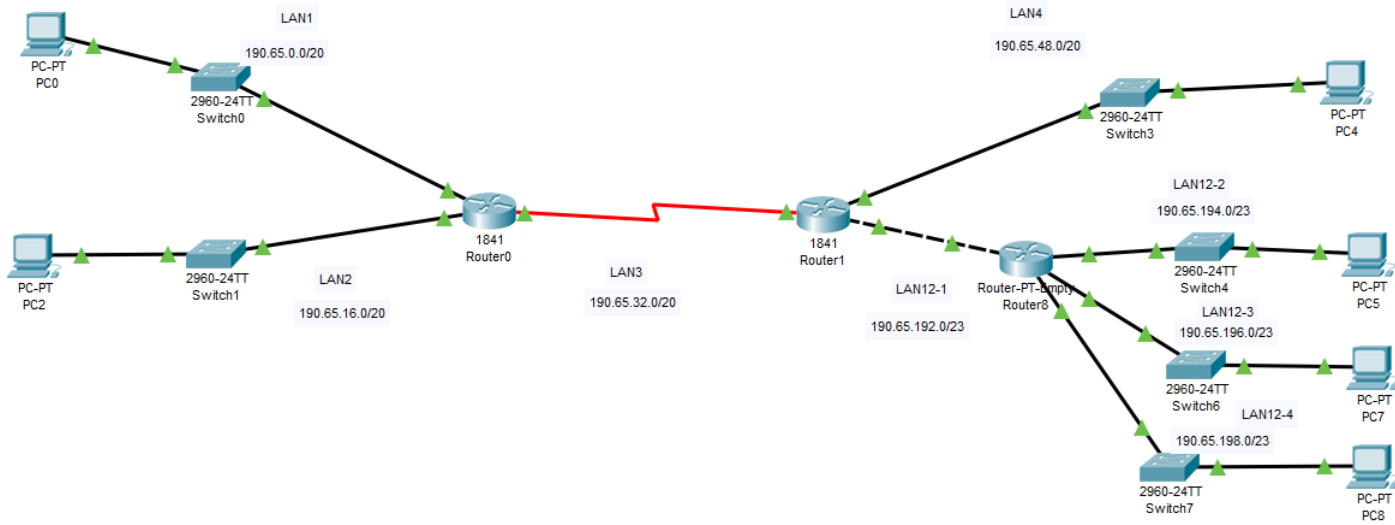 LAN1
190.65.0.0/20
PC-PT
PC0
2960-24TT
Switch0
LAN4
190.65.48.0/20
2960-24TT
Switch3
PC-PT
PC4
LAN12-2
190.65.194.0/23
1841
Router0
1841
Router1
PC-PT
PC2
2960-24TT
Switch1
LAN2
190.65.16.0/20
LAN3
190.65.32.0/20
LAN12-1
190.65.192.0/23
Router-PT-Empty
Router8
2960-24TT
Switch4
PC-PT
PC5
LAN12-3
190.65.196.0/23
2960-24TT
Switch6
PC-PT
PC7
LAN12-4
190.65.198.0/23
2960-24TT
Switch7
PC-PT
PC8